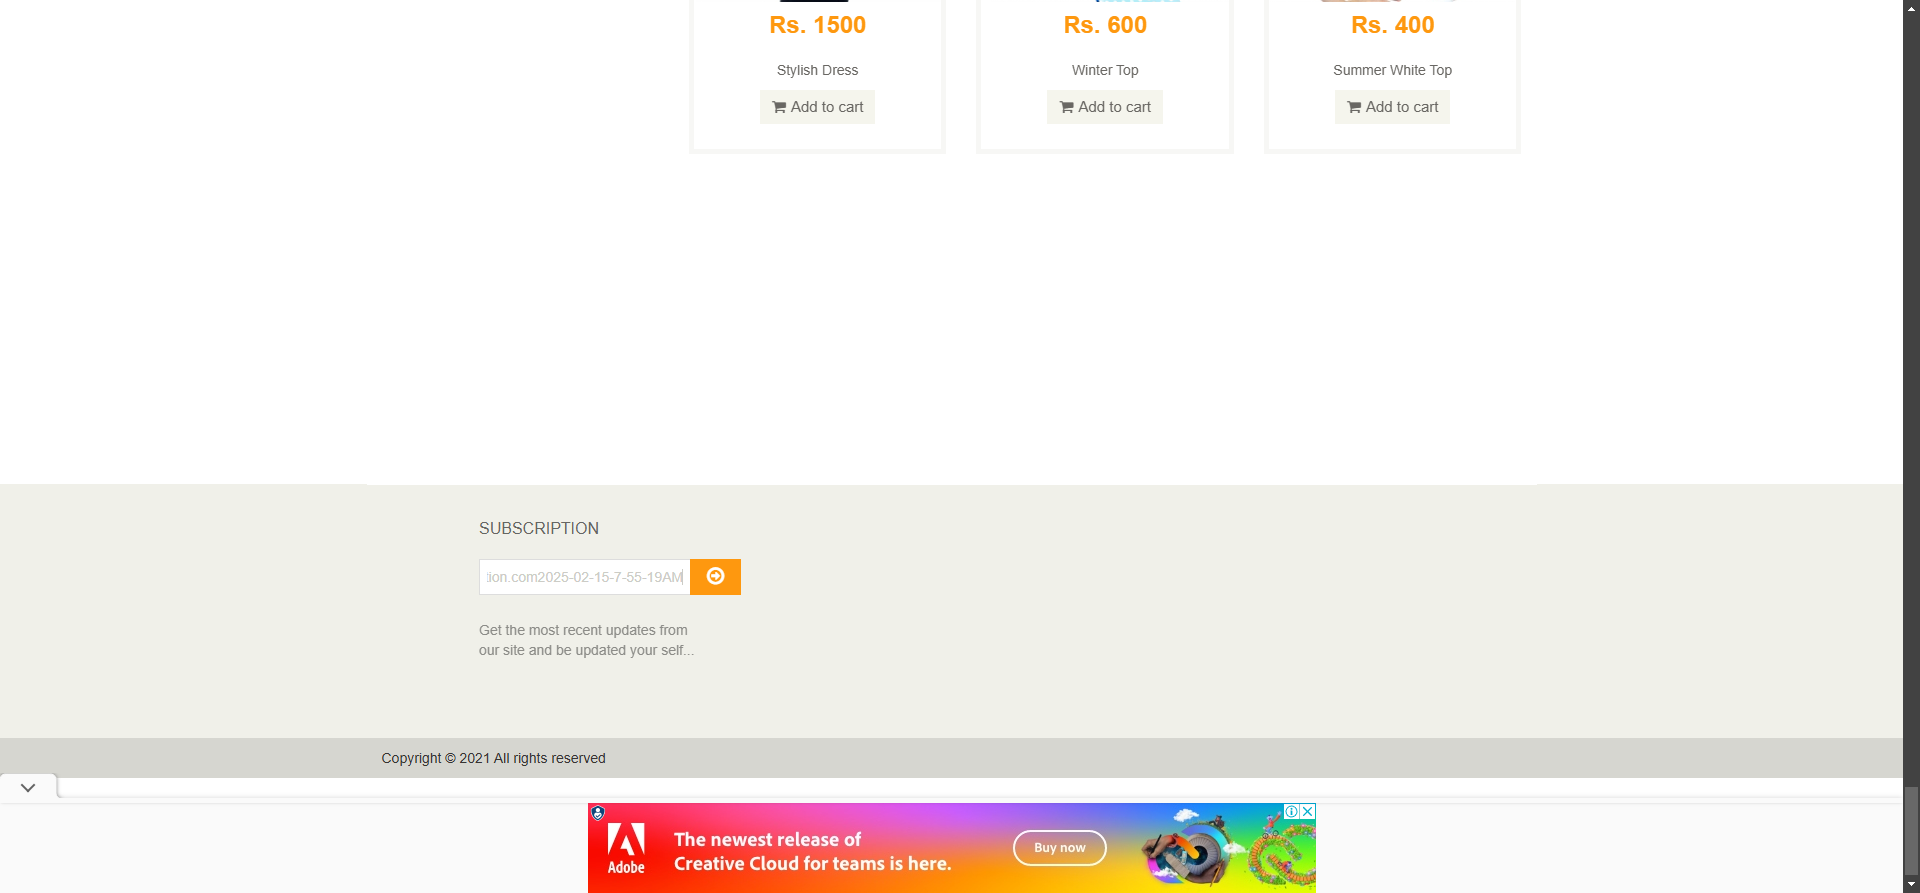 Rs. 1500
Rs. 600
Rs. 400
Stylish Dress
Winter Top
Summer White Top
Add to cart
Add to cart
Add to cart
SUBSCRIPTION
ion.com2025-02-15-7-55-19AM
Get the most recent updates from
our site and be updated your self...
Copyright © 2021 All rights reserved
Adobe
The newest release of
Creative Cloud for teams is here.
Buy now